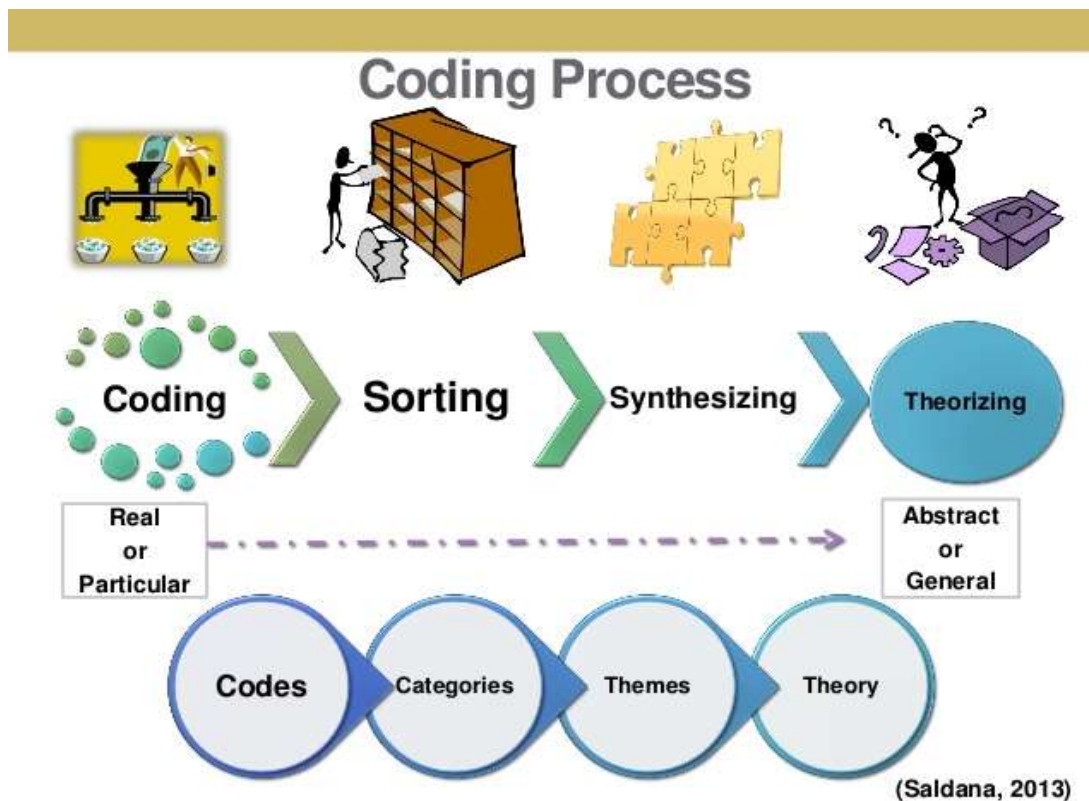 Coding Process
Coding
Sorting
Synthesizing
Theorizing
Real
or
Particular
Abstract
or
General
Codes
Categories
Themes
Theory
(Saldana, 2013)